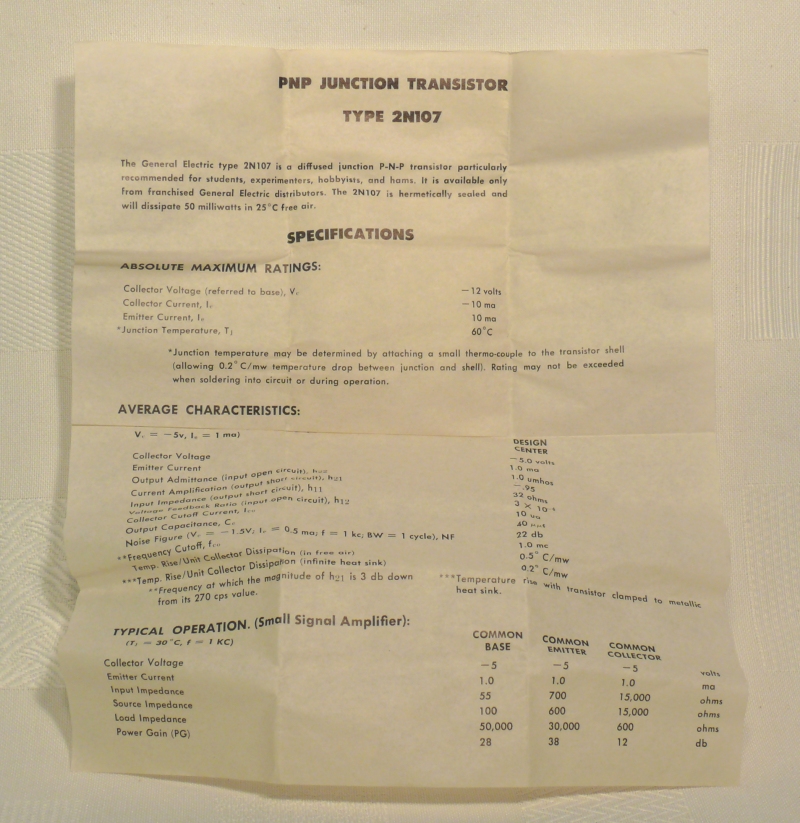 PNP JUNCTION TRANSISTOR
TYPE 2N107
The General Electric type 2N107 is a diffused junction P-N-P transistor particularly
recommended for students, experimenters, hobbyists, and hams. It is available only
from franchised General Electric distributors. The 2N107 is hermetically sealed and
will dissipate 50 milliwatts in 25°C free air.
SPECIFICATIONS
ABSOLUTE MAXIMUM RATINGS:
Collector Voltage (referred to base), Vc −12 volts
Collector Current, Ic −10 ma
Emitter Current, Ie 10 ma
*Junction Temperature, TJ 60°C
*Junction temperature may be determined by attaching a small thermo-couple to the transistor shell
(allowing 0.2°C/mw temperature drop between junction and shell). Rating may not be exceeded
when soldering into circuit or during operation.
AVERAGE CHARACTERISTICS:
Vc = −5v, Ie = 1 ma)
DESIGN
CENTER
Collector Voltage −5.0 volts
Emitter Current 1.0 ma
Output Admittance (input open circuit), h22 1.0 umhos
Current Amplification (output short circuit), h21 −.95
Input Impedance (output short circuit), h11 32 ohms
Voltage Feedback Ratio (input open circuit), h12 3 × 10
Collector Cutoff Current, 10 ua
Output Capacitance, Cc 40
Noise Figure (Vc = −1.5V; Ie = 0.5 ma; f = 1 kc; BW = 1 cycle), NF 22 db
**Frequency Cutoff, 1.0 mc
Temp. Rise/Unit Collector Dissipation (in free air) 0.5°C/mw
***Temp. Rise/Unit Collector Dissipation (infinite heat sink) 0.2°C/mw
**Frequency at which the magnitude of h21 is 3 db down
from its 270 cps value.
***Temperature rise with transistor clamped to metallic
heat sink.
TYPICAL OPERATION. (Small Signal Amplifier):
(TJ = 30°C, f = 1 KC)
COMMON BASE COMMON EMITTER COMMON COLLECTOR
Collector Voltage −5 −5 −5 volts
Emitter Current 1.0 1.0 1.0 ma
Input Impedance 55 700 15,000 ohms
Source Impedance 100 600 15,000 ohms
Load Impedance 50,000 30,000 600 ohms
Power Gain (PG) 28 38 12 db